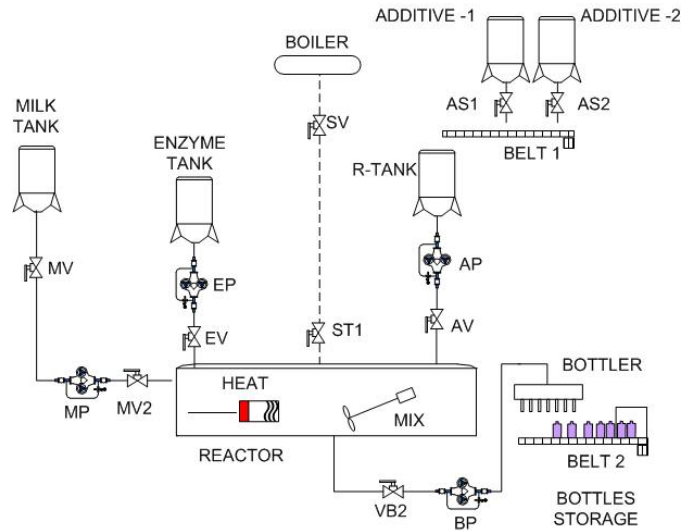 ADDITIVE -1
ADDITIVE -2
BOILER
MILK
TANK
AS1
AS2
SV
ENZYME
TANK
BELT 1
R-TANK
MV
EP
AP
EV
ST1
AV
HEAT
BOTTLER
MP
MV2
MIX
REACTOR
BELT 2
VB2
BP
BOTTLES
STORAGE